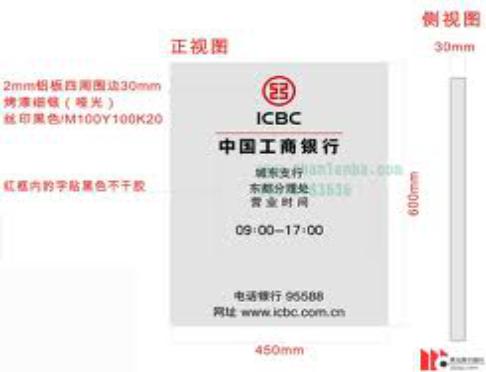 侧视图
正视图
30mm
2mm铝板四周围边30mm
烤漆细锐（哑光）
丝印黑色/M100Y100K20
ICBC
中国工商银行
城东支行
红框内的字贴黑色不干胶
东都分理处
营业时间
600mm
09:00-17:00
电话银行 95588
网址 www.icbc.com.cn
450mm